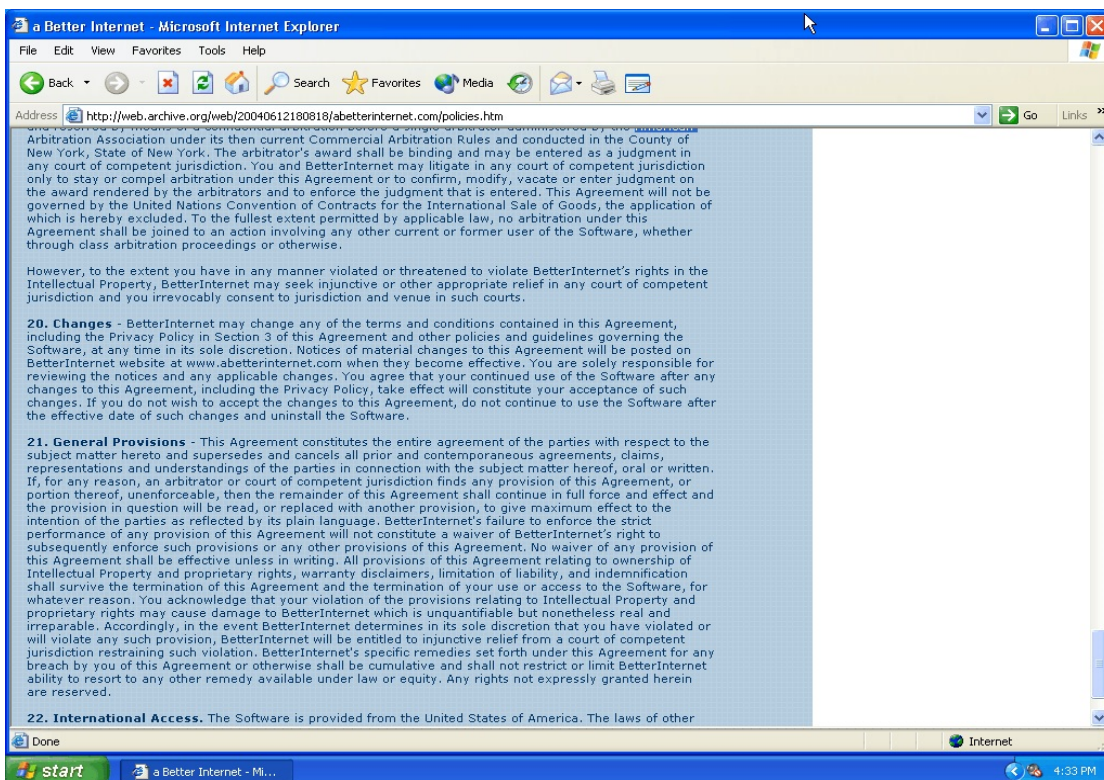 a Better Internet - Microsoft Internet Explorer
File Edit View Favorites Tools Help
Back Search Favorites Media
Address http://web.archive.org/web/20040612180818/abetterinternet.com/policies.htm Go Links »
and resolved by means of a confidential arbitration before a single arbitrator administered by the American
Arbitration Association under its then current Commercial Arbitration Rules and conducted in the County of
New York, State of New York. The arbitrator's award shall be binding and may be entered as a judgment in
any court of competent jurisdiction. You and BetterInternet may litigate in any court of competent jurisdiction
only to stay or compel arbitration under this Agreement or to confirm, modify, vacate or enter judgment on
the award rendered by the arbitrators and to enforce the judgment that is entered. This Agreement will not be
governed by the United Nations Convention of Contracts for the International Sale of Goods, the application of
which is hereby excluded. To the fullest extent permitted by applicable law, no arbitration under this
Agreement shall be joined to an action involving any other current or former user of the Software, whether
through class arbitration proceedings or otherwise.
However, to the extent you have in any manner violated or threatened to violate BetterInternet's rights in the
Intellectual Property, BetterInternet may seek injunctive or other appropriate relief in any court of competent
jurisdiction and you irrevocably consent to jurisdiction and venue in such courts.
20. Changes - BetterInternet may change any of the terms and conditions contained in this Agreement,
including the Privacy Policy in Section 3 of this Agreement and other policies and guidelines governing the
Software, at any time in its sole discretion. Notices of material changes to this Agreement will be posted on
BetterInternet website at www.abetterinternet.com when they become effective. You are solely responsible for
reviewing the notices and any applicable changes. You agree that your continued use of the Software after any
changes to this Agreement, including the Privacy Policy, take effect will constitute your acceptance of such
changes. If you do not wish to accept the changes to this Agreement, do not continue to use the Software after
the effective date of such changes and uninstall the Software.
21. General Provisions - This Agreement constitutes the entire agreement of the parties with respect to the
subject matter hereto and supersedes and cancels all prior and contemporaneous agreements, claims,
representations and understandings of the parties in connection with the subject matter hereof, oral or written.
If, for any reason, an arbitrator or court of competent jurisdiction finds any provision of this Agreement, or
portion thereof, unenforceable, then the remainder of this Agreement shall continue in full force and effect and
the provision in question will be read, or replaced with another provision, to give maximum effect to the
intention of the parties as reflected by its plain language. BetterInternet's failure to enforce the strict
performance of any provision of this Agreement will not constitute a waiver of BetterInternet's right to
subsequently enforce such provisions or any other provisions of this Agreement. No waiver of any provision of
this Agreement shall be effective unless in writing. All provisions of this Agreement relating to ownership of
Intellectual Property and proprietary rights, warranty disclaimers, limitation of liability, and indemnification
shall survive the termination of this Agreement and the termination of your use or access to the Software, for
whatever reason. You acknowledge that your violation of the provisions relating to Intellectual Property and
proprietary rights may cause damage to BetterInternet which is unquantifiable but nonetheless real and
irreparable. Accordingly, in the event BetterInternet determines in its sole discretion that you have violated or
will violate any such provision, BetterInternet will be entitled to injunctive relief from a court of competent
jurisdiction restraining such violation. BetterInternet's specific remedies set forth under this Agreement for any
breach by you of this Agreement or otherwise shall be cumulative and shall not restrict or limit BetterInternet
ability to resort to any other remedy available under law or equity. Any rights not expressly granted herein
are reserved.
22. International Access. The Software is provided from the United States of America. The laws of other
Done Internet
start a Better Internet - Mi... 4:33 PM